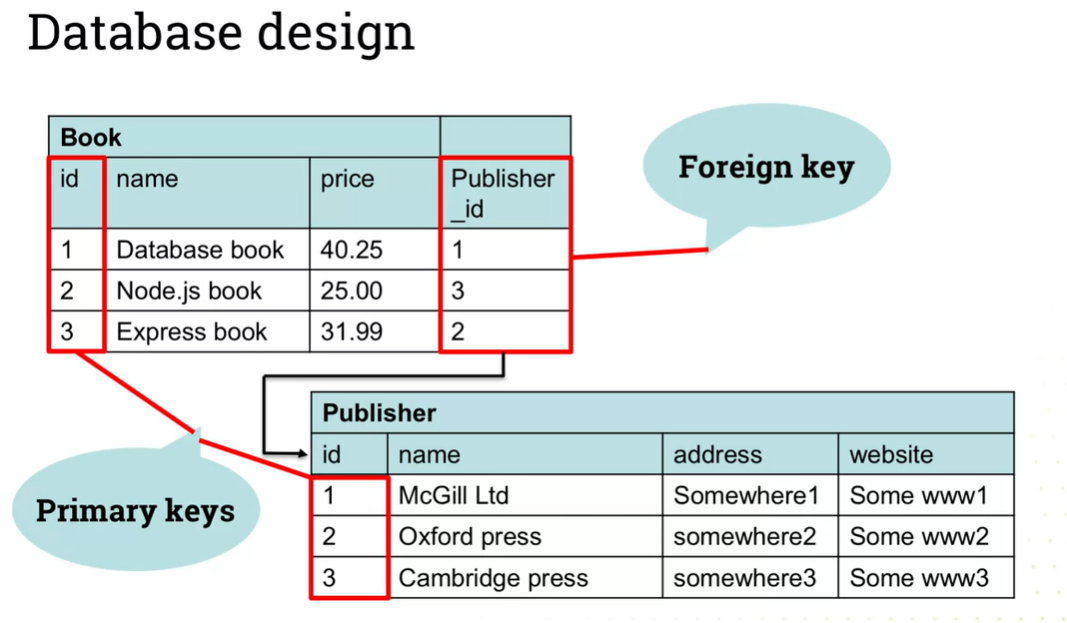 Database design
Book
id name price Publisher
_id
1 Database book 40.25 1
2 Node.js book 25.00 3
3 Express book 31.99 2
Foreign key
Primary keys
Publisher
id name address website
1 McGill Ltd Somewhere1 Some www1
2 Oxford press somewhere2 Some www2
3 Cambridge press somewhere3 Some www3